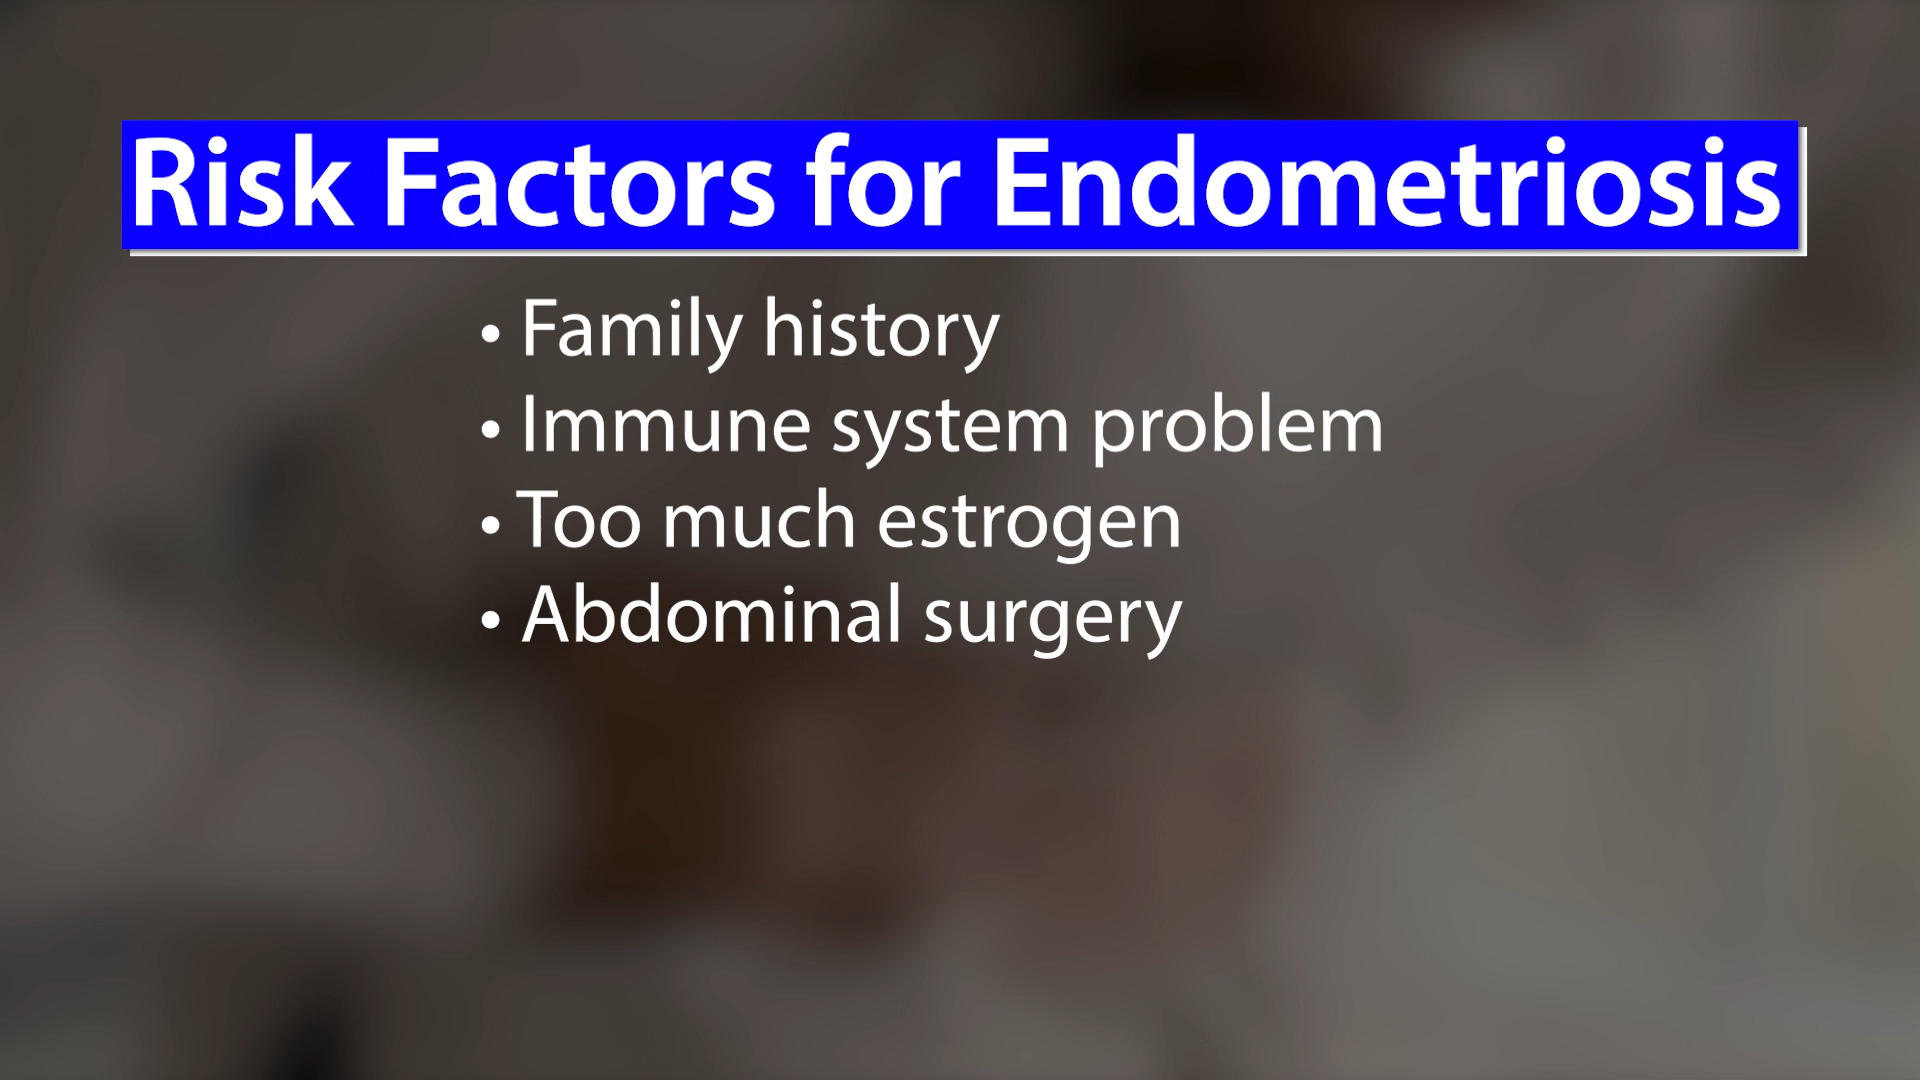 Risk Factors for Endometriosis
• Family history
• Immune system problem
• Too much estrogen
• Abdominal surgery